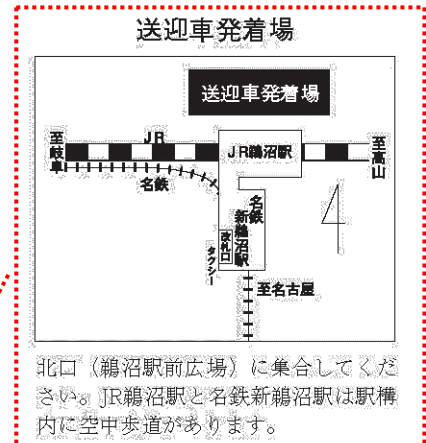 送迎車発着場
送迎車発着場
至岐阜
JR
JR鵜沼駅
至高山
名鉄
名鉄
新鵜沼駅
改札口
タクシー
至名古屋
北口（鵜沼駅前広場）に集合してくだ
さい。JR鵜沼駅と名鉄新鵜沼駅は駅構
内に空中歩道があります。